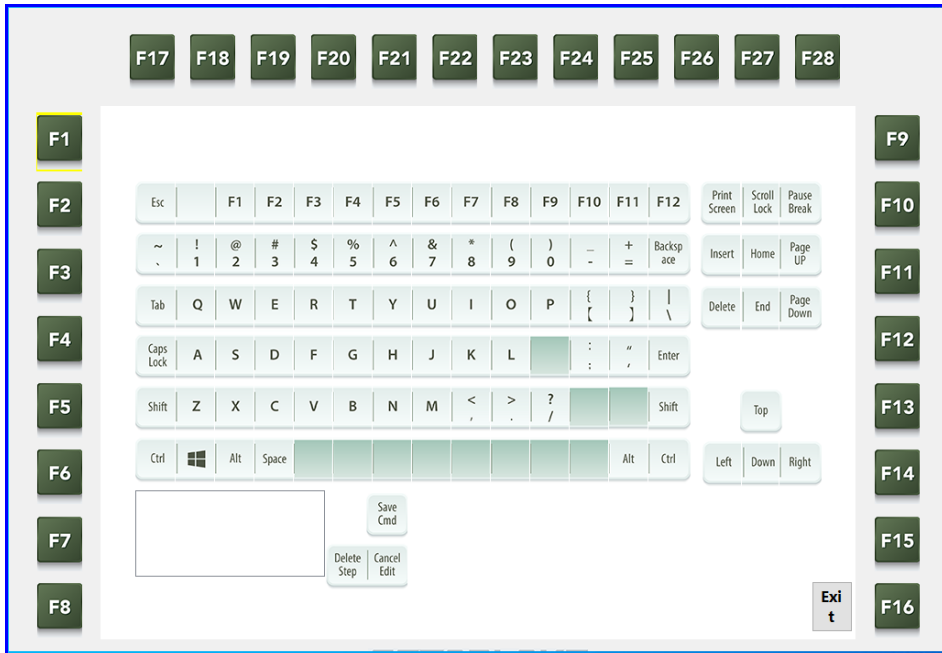 F17 F18 F19 F20 F21 F22 F23 F24 F25 F26 F27 F28
F1
F9
F2
F10
F3
F11
F4
F12
F5
F13
F6
F14
F7
F15
F8
F16
Esc F1 F2 F3 F4 F5 F6 F7 F8 F9 F10 F11 F12
Print Screen Scroll Lock Pause Break
~ ! @ # $ % ^ & * ( ) _ + Backsp
` 1 2 3 4 5 6 7 8 9 0 - = ace
Insert Home Page UP
Tab Q W E R T Y U I O P { } |
【 】 \
Delete End Page Down
Caps Lock A S D F G H J K L : " Enter
; '
Shift Z X C V B N M < > ? Shift
, . /
Top
Ctrl Alt Space Alt Ctrl
Left Down Right
Save
Cmd
Delete Cancel
Step Edit
Exi
t